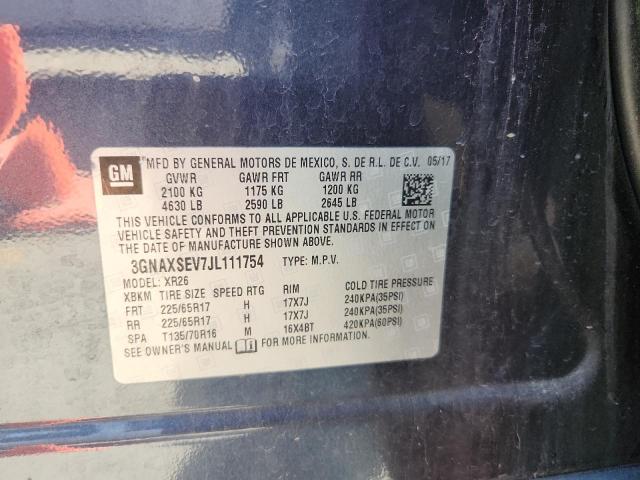 GM
MFD BY GENERAL MOTORS DE MEXICO, S. DE R.L. DE C.V. 05/17
GVWR GAWR FRT GAWR RR
2100 KG 1175 KG 1200 KG
4630 LB 2590 LB 2645 LB
THIS VEHICLE CONFORMS TO ALL APPLICABLE U.S. FEDERAL MOTOR
VEHICLE SAFETY AND THEFT PREVENTION STANDARDS IN EFFECT ON
THE DATE OF MANUFACTURE SHOWN ABOVE.
3GNAXSEV7JL111754 TYPE: M.P.V.
MODEL: XR26
XBKM TIRE SIZE SPEED RTG RIM COLD TIRE PRESSURE
FRT 225/65R17 H 17X7J 240KPA(35PSI)
RR 225/65R17 H 17X7J 240KPA(35PSI)
SPA T135/70R16 M 16X4BT 420KPA(60PSI)
SEE OWNER'S MANUAL FOR MORE INFORMATION.